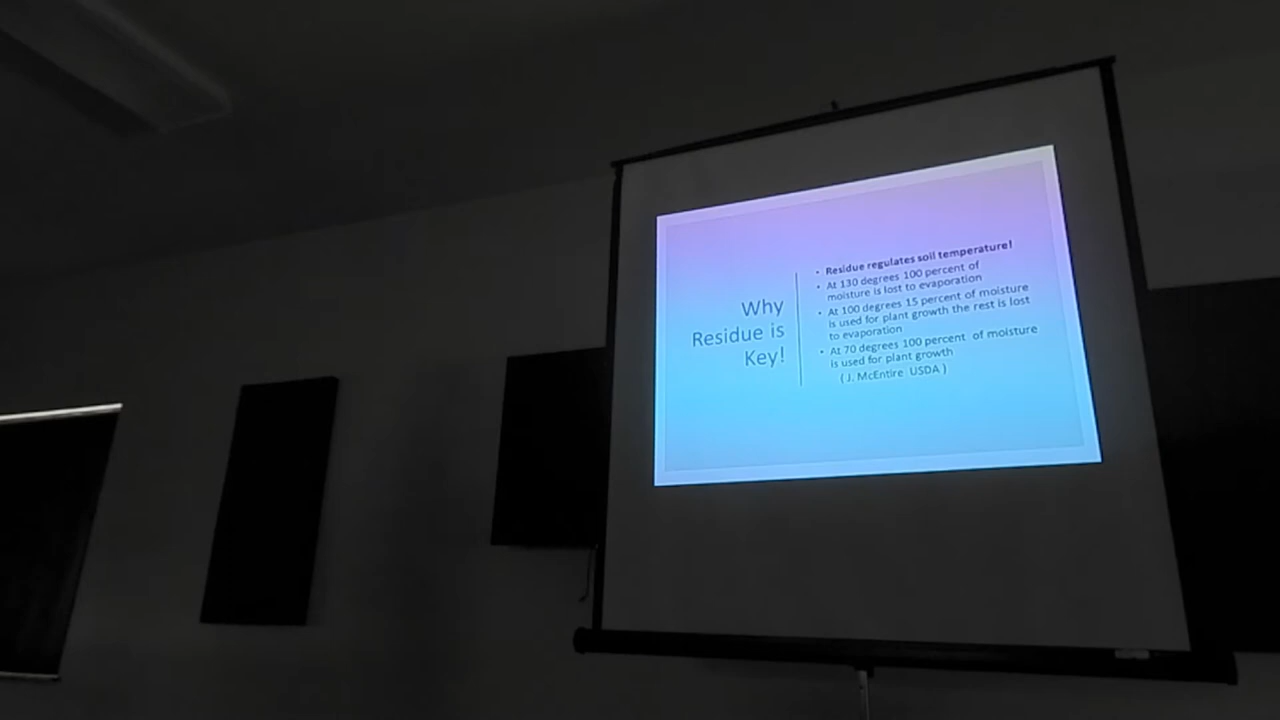 Why
Residue is
Key!
• Residue regulates soil temperature!
• At 130 degrees 100 percent of
moisture is lost to evaporation
• At 100 degrees 15 percent of moisture
is used for plant growth the rest is lost
to evaporation
• At 70 degrees 100 percent of moisture
is used for plant growth
( J. McEntire USDA )